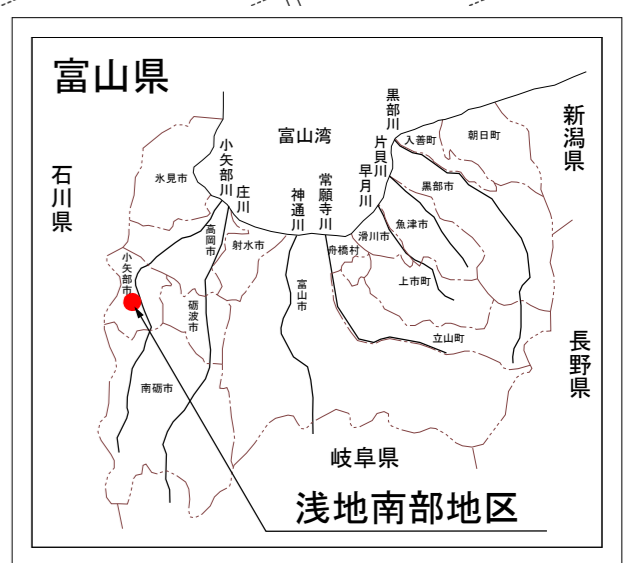 富山県
石川県
氷見市
小矢部川
庄川
富山湾
神通川
常願寺川
早月川
片貝川
黒部川
入善町
朝日町
新潟県
黒部市
魚津市
滑川市
舟橋村
上市町
射水市
高岡市
小矢部市
砺波市
富山市
立山町
南砺市
長野県
岐阜県
浅地南部地区